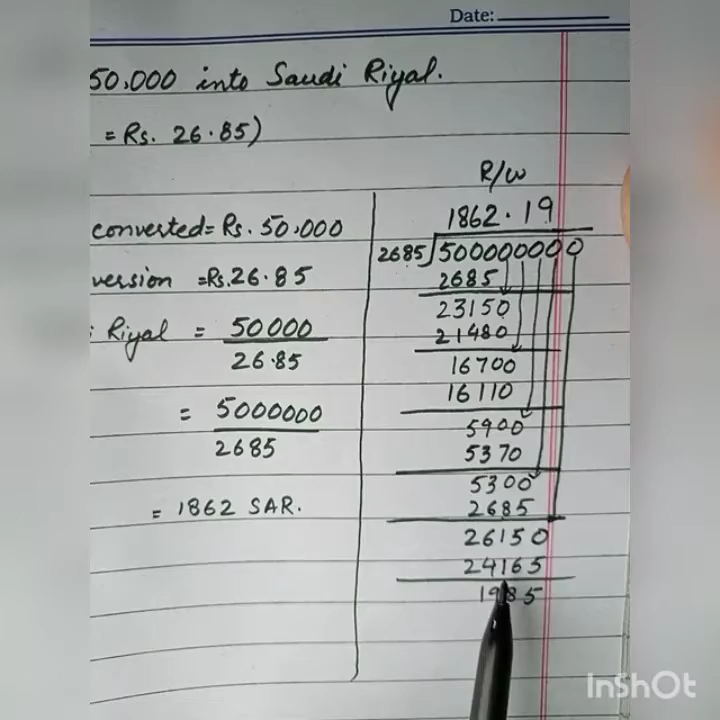 Date:
50,000 into Saudi Riyal.
= Rs. 26.85)
converted = Rs. 50,000
version = Rs. 26.85
: Riyal = 50000
26.85
= 5000000
2685
= 1862 SAR.
R/W
1862.19
2685)500000000
2685
23150
21480
16700
16110
5900
5370
5300
2685
26150
24165
1985
InShOt